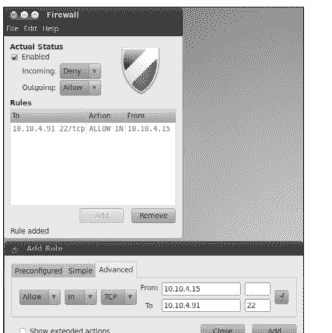 Firewall
File Edit Help
Actual Status
Enabled
Incoming: Deny
Outgoing: Allow
Rules
To Action From
10.10.4.91 22/tcp ALLOW IN 10.10.4.15
Add Remove
Rule added
Add Rule
Preconfigured Simple Advanced
Allow In TCP From 10.10.4.15
To 10.10.4.91 22
Show extended actions Close Add